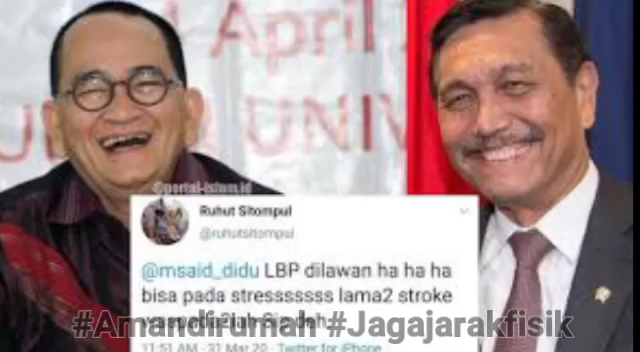 April
UNIV
@portal-islam.id
Ruhut Sitompul
@ruhutsitompul
@msaid_didu LBP dilawan ha ha ha
bisa pada stresssssss lama2 stroke
#Amandirumah #Jagajarakfisik
11:51 AM · 31 Mar 20 · Twitter for iPhone